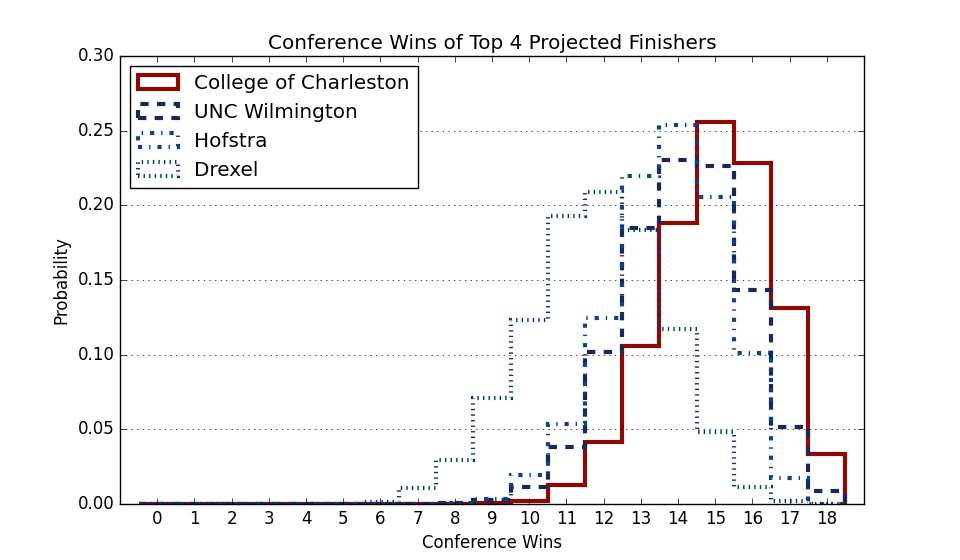 Conference Wins of Top 4 Projected Finishers
0.30
0.25
0.20
0.15
0.10
0.05
0.00
Probability
College of Charleston
UNC Wilmington
Hofstra
Drexel
0 1 2 3 4 5 6 7 8 9 10 11 12 13 14 15 16 17 18
Conference Wins